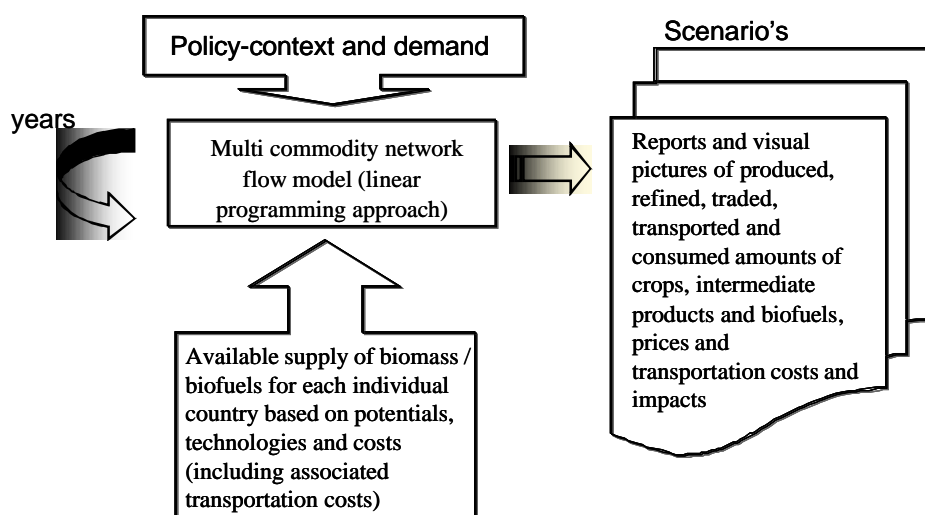 Policy-context and demand
Scenario's
years
Multi commodity network
flow model (linear
programming approach)
Reports and visual
pictures of produced,
refined, traded,
transported and
consumed amounts of
crops, intermediate
products and biofuels,
prices and
transportation costs and
impacts
Available supply of biomass /
biofuels for each individual
country based on potentials,
technologies and costs
(including associated
transportation costs)